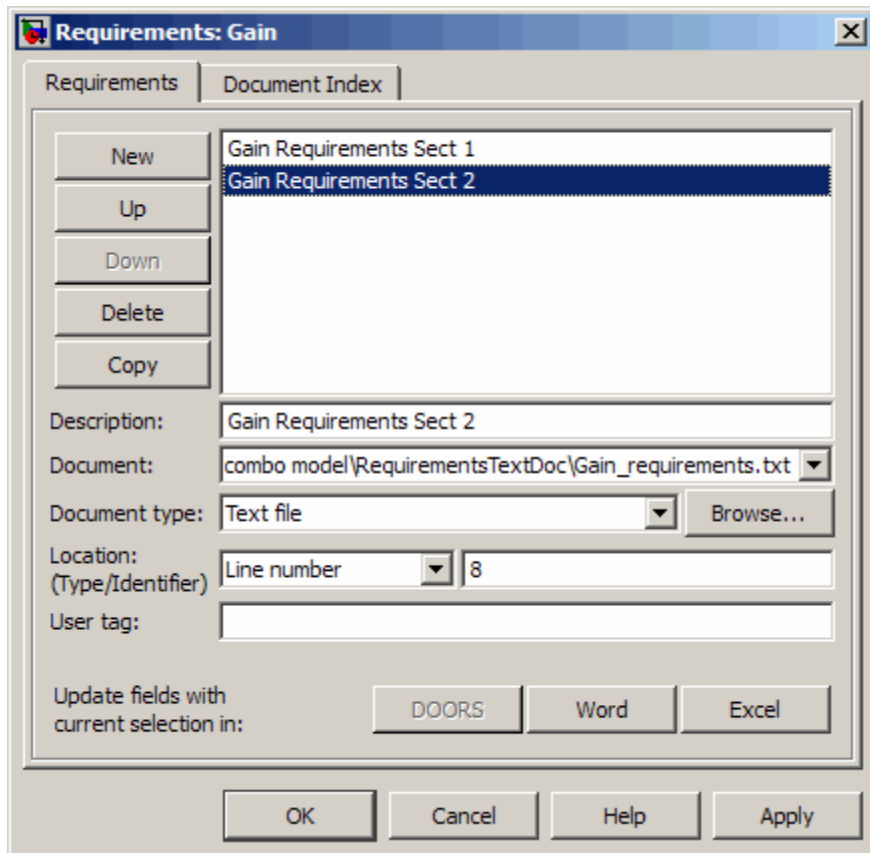 Requirements: Gain
Requirements
Document Index
New
Up
Down
Delete
Copy
Gain Requirements Sect 1
Gain Requirements Sect 2
Description:
Gain Requirements Sect 2
Document:
combo model\RequirementsTextDoc\Gain_requirements.txt
Document type:
Text file
Browse...
Location:
(Type/Identifier)
Line number
8
User tag:
Update fields with
current selection in:
DOORS
Word
Excel
OK
Cancel
Help
Apply